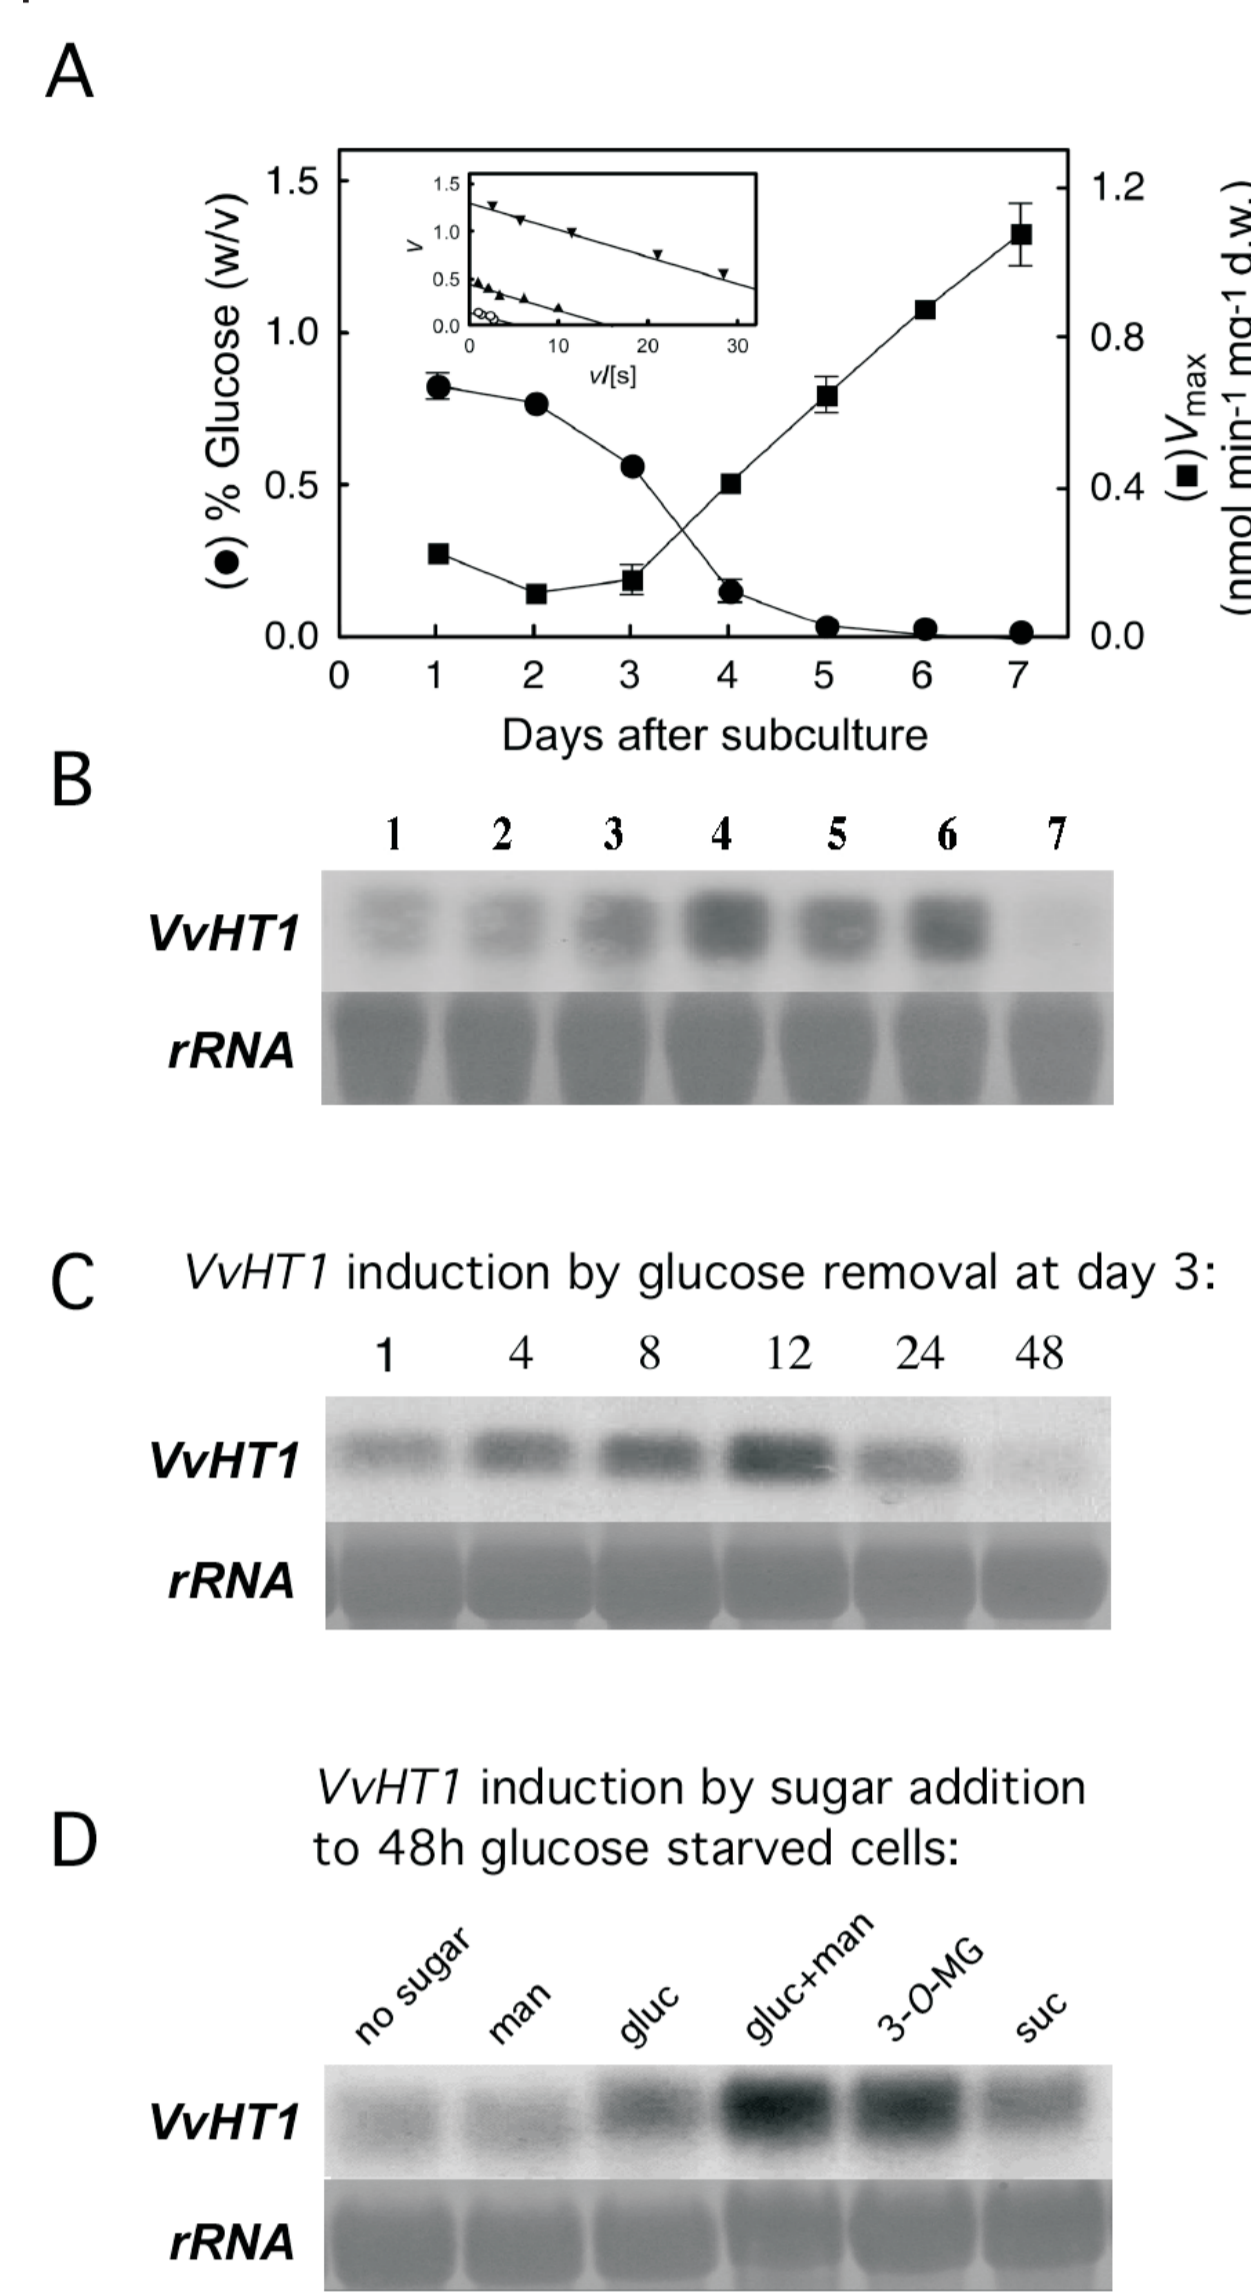 A
(●) % Glucose (w/v)
1.5
1.0
0.5
0.0
v
1.5
1.0
0.5
0.0
0 10 20 30
v/[s]
1.2
0.8
0.4
0.0
(■)Vmax
(nmol min-1 mg-1 d.w.)
0 1 2 3 4 5 6 7
Days after subculture
B
1 2 3 4 5 6 7
VvHT1
rRNA
C
VvHT1 induction by glucose removal at day 3:
1 4 8 12 24 48
VvHT1
rRNA
D
VvHT1 induction by sugar addition
to 48h glucose starved cells:
no sugar man gluc gluc+man 3-O-MG suc
VvHT1
rRNA